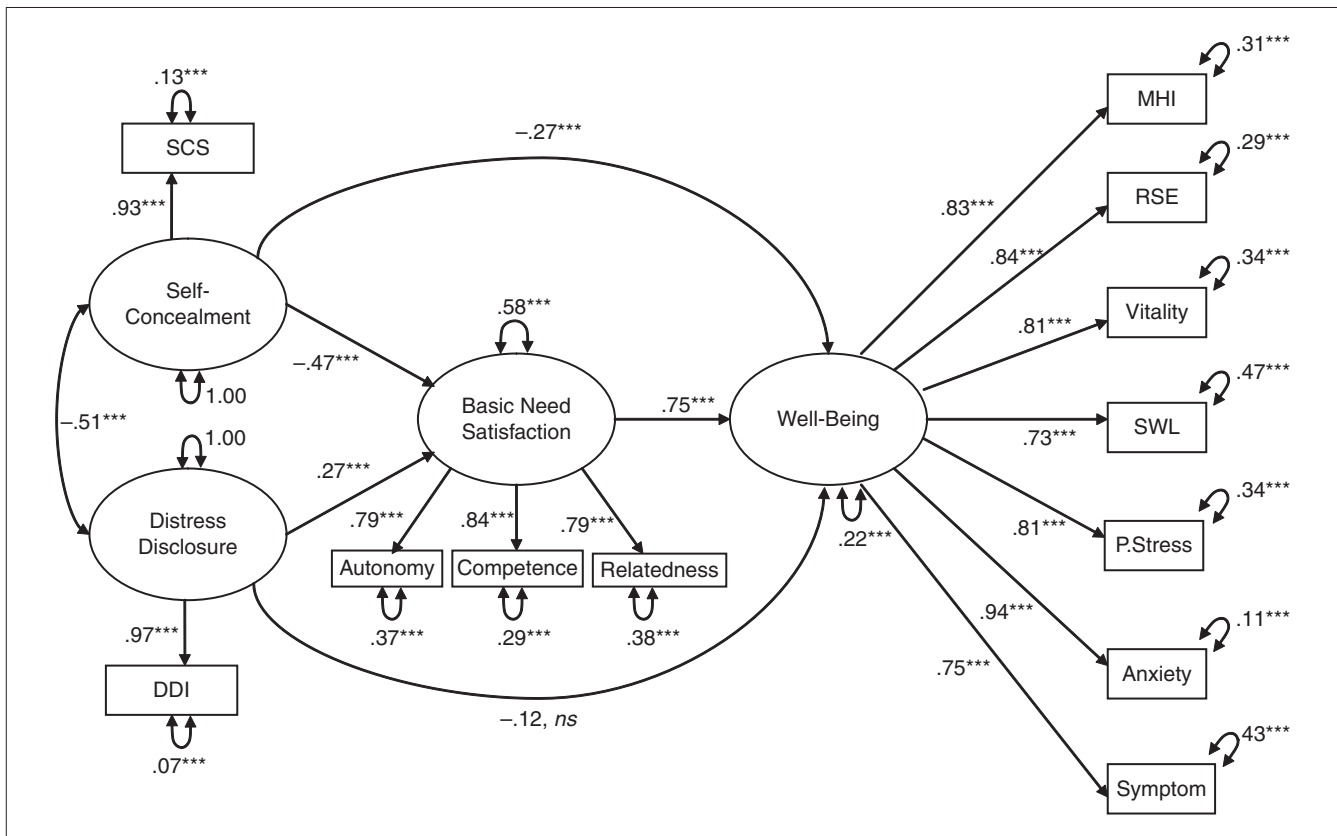 .13***
SCS
.93***
Self-
Concealment
1.00
–.51***
1.00
Distress
Disclosure
.97***
DDI
.07***
–.27***
–.47***
.27***
.58***
Basic Need
Satisfaction
.79***
.84***
.79***
Autonomy
Competence
Relatedness
.37***
.29***
.38***
.75***
–.12, ns
Well-Being
.22***
.83***
.84***
.81***
.73***
.81***
.94***
.75***
MHI
.31***
RSE
.29***
Vitality
.34***
SWL
.47***
P.Stress
.34***
Anxiety
.11***
Symptom
43***